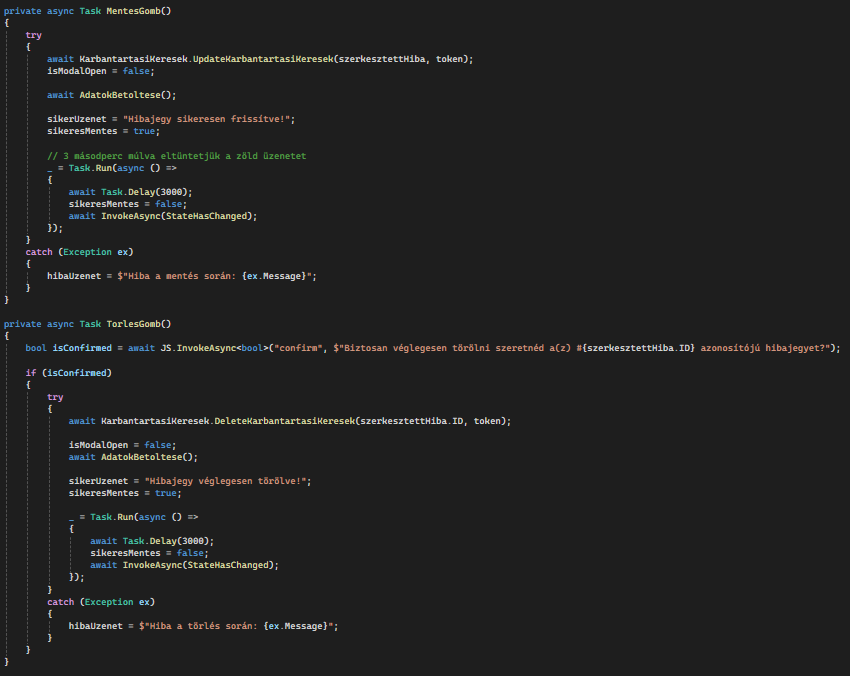 private async Task MentesGomb()
{
    try
    {
        await KarbantartasiKeresek.UpdateKarbantartasiKeresek(szerkesztettHiba, token);
        isModalOpen = false;

        await AdatokBetoltese();

        sikerUzenet = "Hibajegy sikeresen frissítve!";
        sikeresMentes = true;

        // 3 másodperc múlva eltüntetjük a zöld üzenetet
        _ = Task.Run(async () =>
        {
            await Task.Delay(3000);
            sikeresMentes = false;
            await InvokeAsync(StateHasChanged);
        });
    }
    catch (Exception ex)
    {
        hibaUzenet = $"Hiba a mentés során: {ex.Message}";
    }
}

private async Task TorlesGomb()
{
    bool isConfirmed = await JS.InvokeAsync<bool>("confirm", $"Biztosan véglegesen törölni szeretnéd a(z) #{szerkesztettHiba.ID} azonosítójú hibajegyet?");

    if (isConfirmed)
    {
        try
        {
            await KarbantartasiKeresek.DeleteKarbantartasiKeresek(szerkesztettHiba.ID, token);

            isModalOpen = false;
            await AdatokBetoltese();

            sikerUzenet = "Hibajegy véglegesen törölve!";
            sikeresMentes = true;

            _ = Task.Run(async () =>
            {
                await Task.Delay(3000);
                sikeresMentes = false;
                await InvokeAsync(StateHasChanged);
            });
        }
        catch (Exception ex)
        {
            hibaUzenet = $"Hiba a törlés során: {ex.Message}";
        }
    }
}